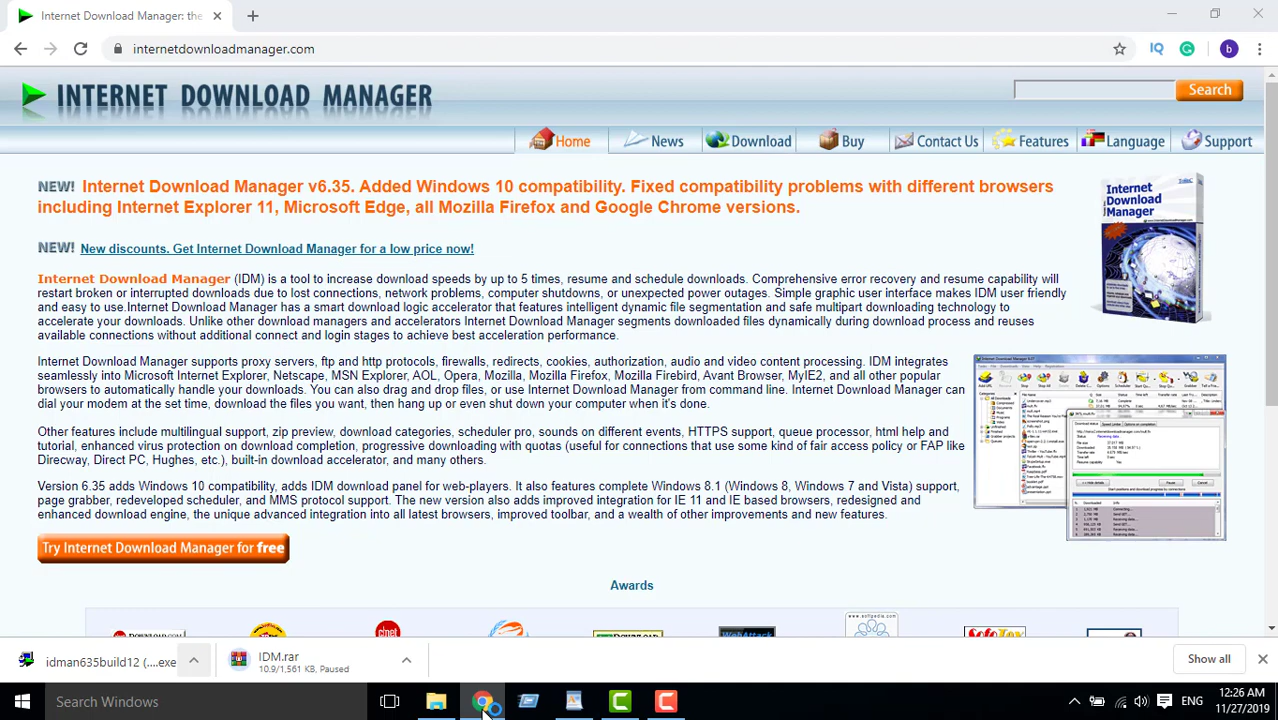 Internet Download Manager: the
internetdownloadmanager.com
b
INTERNET DOWNLOAD MANAGER
Search
Home
News
Download
Buy
Contact Us
Features
Language
Support
NEW! Internet Download Manager v6.35. Added Windows 10 compatibility. Fixed compatibility problems with different browsers
including Internet Explorer 11, Microsoft Edge, all Mozilla Firefox and Google Chrome versions.
Internet
Download
Manager
NEW! New discounts. Get Internet Download Manager for a low price now!
Internet Download Manager (IDM) is a tool to increase download speeds by up to 5 times, resume and schedule downloads. Comprehensive error recovery and resume capability will
restart broken or interrupted downloads due to lost connections, network problems, computer shutdowns, or unexpected power outages. Simple graphic user interface makes IDM user friendly
and easy to use.Internet Download Manager has a smart download logic accelerator that features intelligent dynamic file segmentation and safe multipart downloading technology to
accelerate your downloads. Unlike other download managers and accelerators Internet Download Manager segments downloaded files dynamically during download process and reuses
available connections without additional connect and login stages to achieve best acceleration performance.
Internet Download Manager supports proxy servers, ftp and http protocols, firewalls, redirects, cookies, authorization, audio and video content processing. IDM integrates
seamlessly into Microsoft Internet Explorer, Netscape, MSN Explorer, AOL, Opera, Mozilla, Mozilla Firefox, Mozilla Firebird, Avant Browser, MyIE2, and all other popular
browsers to automatically handle your downloads. You can also drag and drop files, or use Internet Download Manager from command line. Internet Download Manager can
dial your modem at the set time, download the files you want, then hang up or even shut down your computer when it's done.
Other features include multilingual support, zip preview, download categories, scheduler pro, sounds on different events, HTTPS support, queue processor, html help and
tutorial, enhanced virus protection on download completion, progressive downloading with quotas (useful for connections that use some kind of fair access policy or FAP like
Direcway, Direct PC, Hughes, etc.), built-in download accelerator, and many others.
Version 6.35 adds Windows 10 compatibility, adds IDM download panel for web-players. It also features complete Windows 8.1 (Windows 8, Windows 7 and Vista) support,
page grabber, redeveloped scheduler, and MMS protocol support. The new version also adds improved integration for IE 11 and IE based browsers, redesigned and
enhanced download engine, the unique advanced integration into all latest browsers, improved toolbar, and a wealth of other improvements and new features.
Try Internet Download Manager for free
Awards
idman635build12 (....exe
IDM.rar
10.9/1,561 KB, Paused
Show all
Search Windows
ENG
12:26 AM
11/27/2019